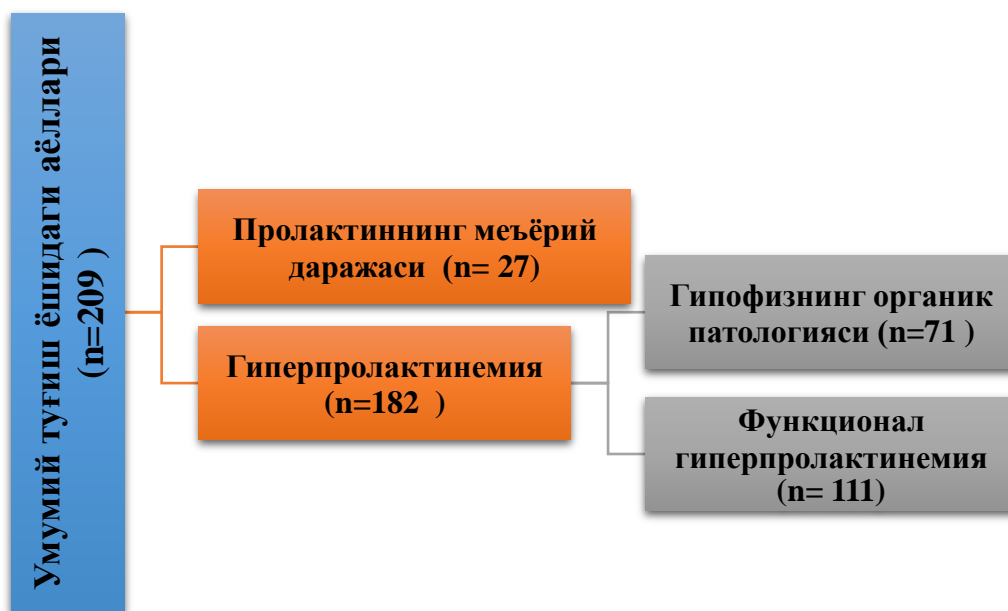 Умумий туғиш ёшидаги аёллари
(n=209 )
Пролактиннинг меъёрий
даражаси (n= 27)
Гиперпролактинемия
(n=182 )
Гипофизнинг органик
патологияси (n=71 )
Функционал
гиперпролактинемия
(n= 111)